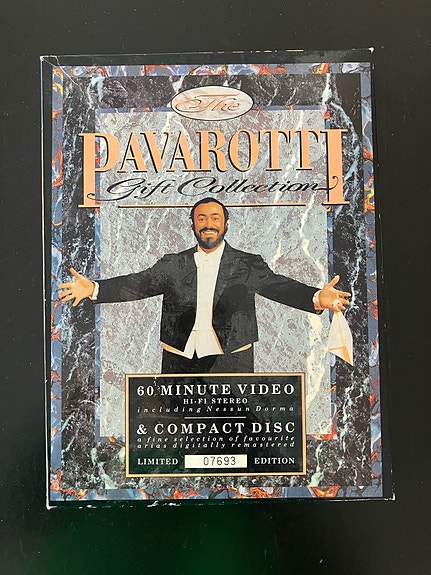 The
PAVAROTTI
Gift Collection
60 MINUTE VIDEO
HI-FI STEREO
including Nessun Dorma
& COMPACT DISC
a fine selection of favourite
arias digitally remastered
LIMITED 07693 EDITION